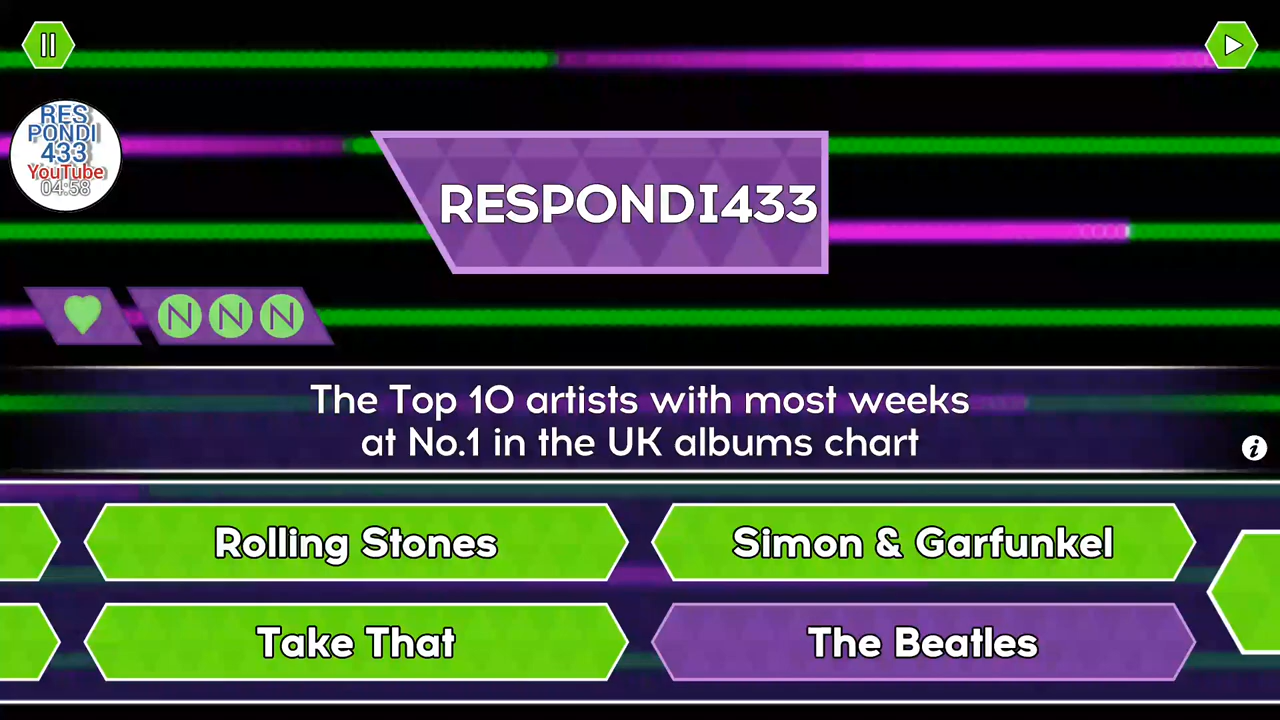 RES
PONDI
433
YouTube
04:58
RESPONDI433
N N N
The Top 10 artists with most weeks
at No.1 in the UK albums chart
i
Rolling Stones
Simon & Garfunkel
Take That
The Beatles